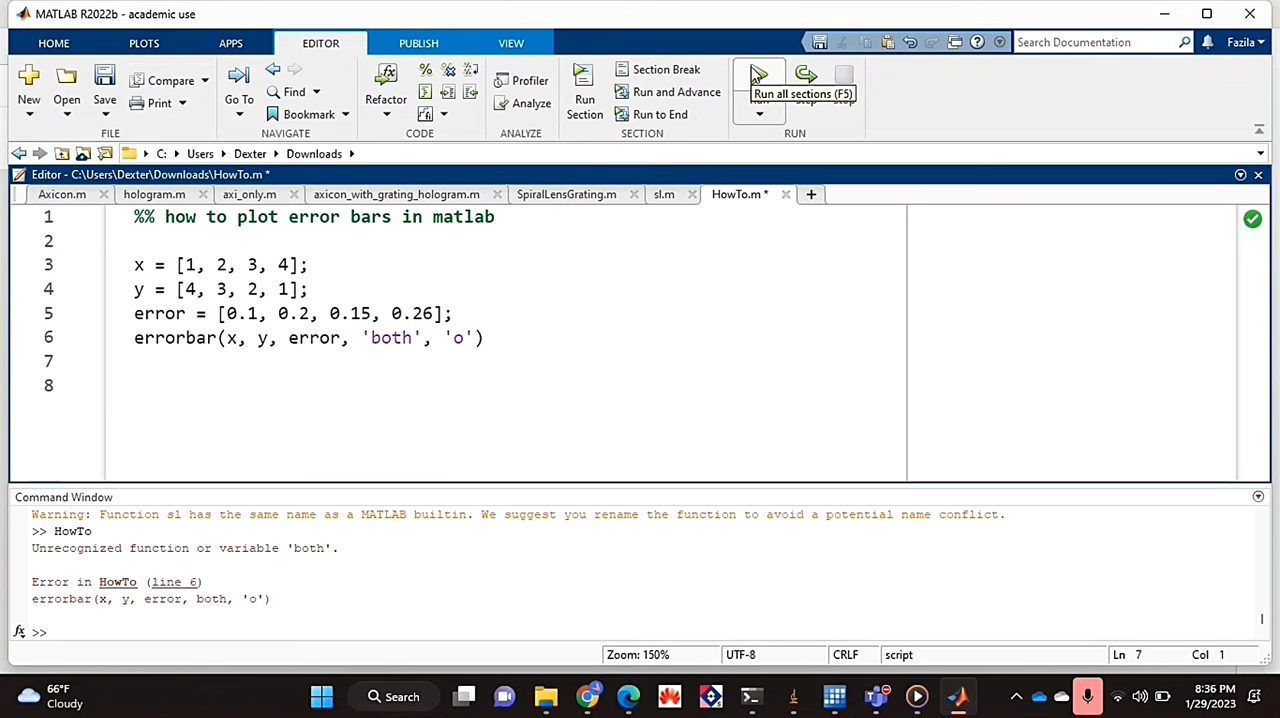 MATLAB R2022b - academic use
HOME PLOTS APPS EDITOR PUBLISH VIEW Search Documentation Fazila
New Open Save Compare Print
Go To Find Bookmark
Refactor
Profiler Analyze
Run Section
Section Break
Run and Advance
Run to End
Run all sections (F5)
FILE NAVIGATE CODE ANALYZE SECTION RUN
C: Users Dexter Downloads
Editor - C:\Users\Dexter\Downloads\HowTo.m *
Axicon.m hologram.m axi_only.m axicon_with_grating_hologram.m SpiralLensGrating.m sl.m HowTo.m *
1 %% how to plot error bars in matlab
2
3 x = [1, 2, 3, 4];
4 y = [4, 3, 2, 1];
5 error = [0.1, 0.2, 0.15, 0.26];
6 errorbar(x, y, error, 'both', 'o')
7
8
Command Window
Warning: Function sl has the same name as a MATLAB builtin. We suggest you rename the function to avoid a potential name conflict.
>> HowTo
Unrecognized function or variable 'both'.
Error in HowTo (line 6)
errorbar(x, y, error, both, 'o')
fx >>
Zoom: 150% UTF-8 CRLF script Ln 7 Col 1
66°F
Cloudy
Search
8:36 PM
1/29/2023